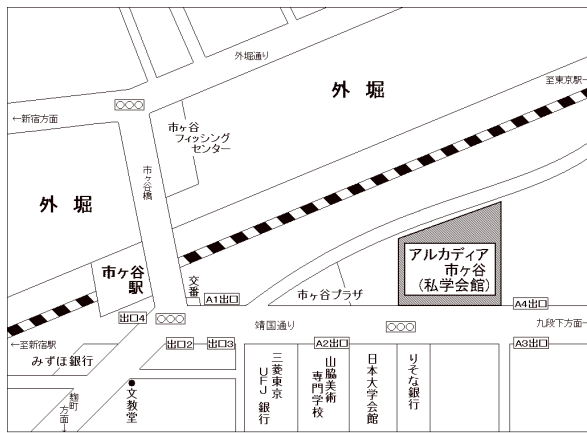 外堀通り
至東京駅→
外 堀
←新宿方面
市ヶ谷
フィッシング
センター
市ヶ谷橋
外 堀
アルカディア
市ヶ谷
(私学会館)
市ヶ谷
駅
交番
A1出口
市ヶ谷プラザ
A4出口
出口4
靖国通り
九段下方面→
←至新宿駅
出口2
出口3
A2出口
A3出口
みずほ銀行
三菱東京
UFJ 銀行
山脇美術
専門学校
日本大学会館
りそな銀行
麹町
方面
→
●文教堂